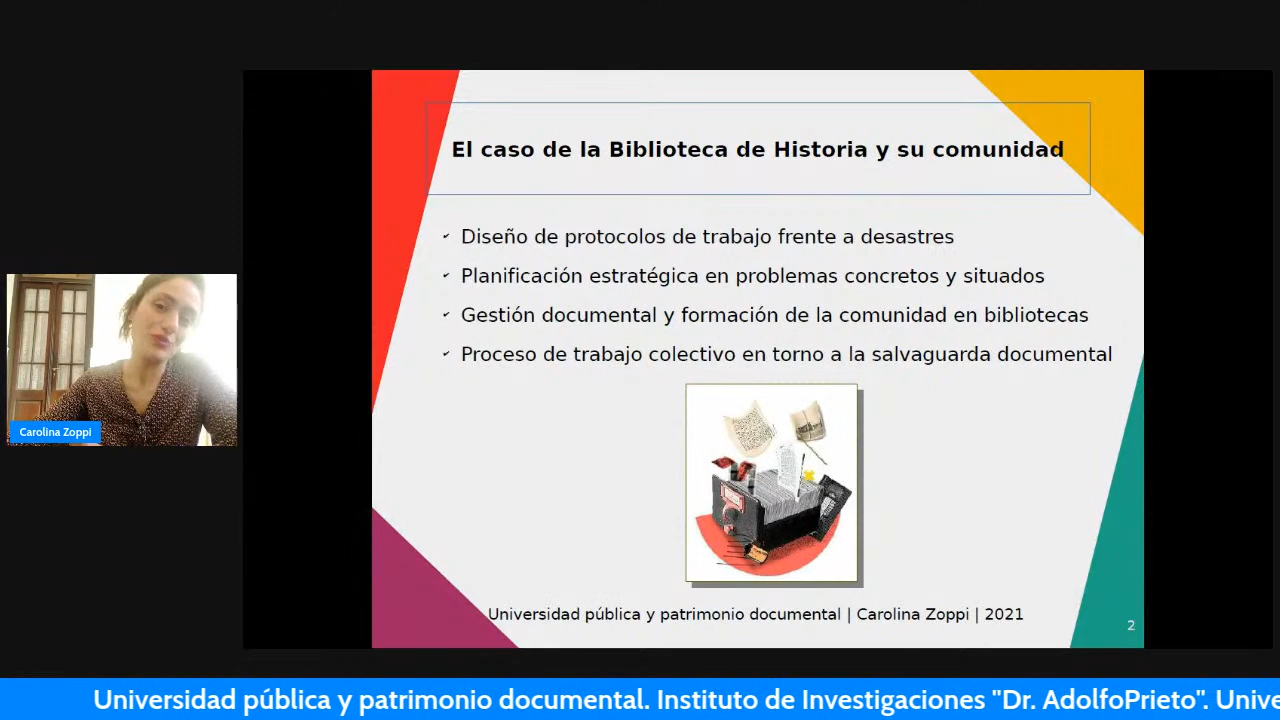 El caso de la Biblioteca de Historia y su comunidad
Diseño de protocolos de trabajo frente a desastres
Planificación estratégica en problemas concretos y situados
Gestión documental y formación de la comunidad en bibliotecas
Proceso de trabajo colectivo en torno a la salvaguarda documental
Universidad pública y patrimonio documental | Carolina Zoppi | 2021
2
Carolina Zoppi
Universidad pública y patrimonio documental. Instituto de Investigaciones "Dr. AdolfoPrieto". Unive